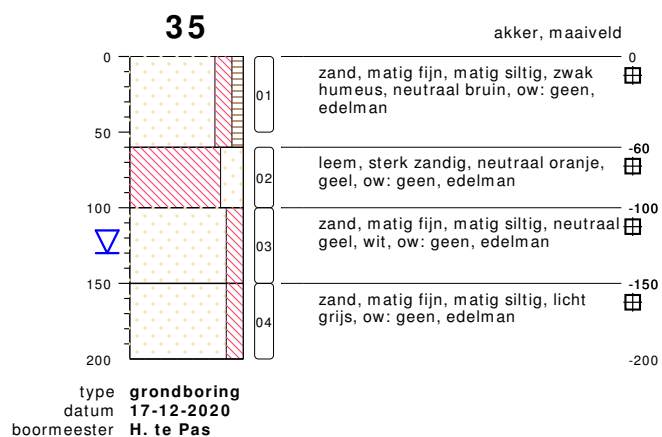 35
akker, maaiveld
0
0
01
zand, matig fijn, matig siltig, zwak
humeus, neutraal bruin, ow: geen,
edelman
50
-60
02
leem, sterk zandig, neutraal oranje,
geel, ow: geen, edelman
100
-100
03
zand, matig fijn, matig siltig, neutraal
geel, wit, ow: geen, edelman
150
-150
04
zand, matig fijn, matig siltig, licht
grijs, ow: geen, edelman
200
-200
type grondboring
datum 17-12-2020
boormeester H. te Pas